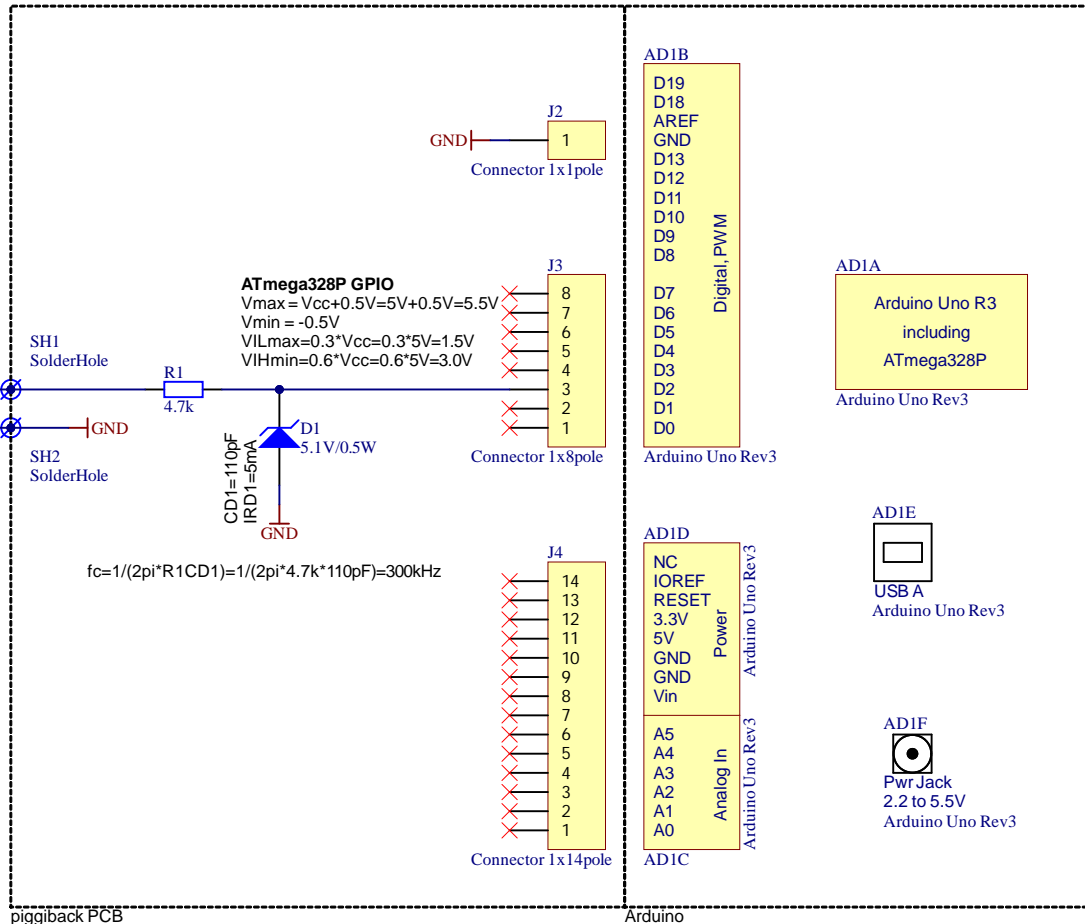 AD1B
D19
D18
AREF
GND
D13
D12
D11
D10
D9
D8
D7
D6
D5
D4
D3
D2
D1
D0
Digital, PWM
Arduino Uno Rev3
J2
GND
1
Connector 1x1pole
ATmega328P GPIO
Vmax = Vcc+0.5V=5V+0.5V=5.5V
Vmin = -0.5V
VILmax=0.3*Vcc=0.3*5V=1.5V
VIHmin=0.6*Vcc=0.6*5V=3.0V
J3
8
7
6
5
4
3
2
1
Connector 1x8pole
AD1A
Arduino Uno R3
including
ATmega328P
Arduino Uno Rev3
SH1
SolderHole
R1
4.7k
GND
SH2
SolderHole
D1
5.1V/0.5W
CD1=110pF
IRD1=5mA
GND
fc=1/(2pi*R1CD1)=1/(2pi*4.7k*110pF)=300kHz
J4
14
13
12
11
10
9
8
7
6
5
4
3
2
1
Connector 1x14pole
AD1D
NC
IOREF
RESET
3.3V
5V
GND
GND
Vin
Power
Arduino Uno Rev3
A5
A4
A3
A2
A1
A0
Analog In
Arduino Uno Rev3
AD1C
AD1E
USB A
Arduino Uno Rev3
AD1F
Pwr Jack
2.2 to 5.5V
Arduino Uno Rev3
piggiback PCB
Arduino